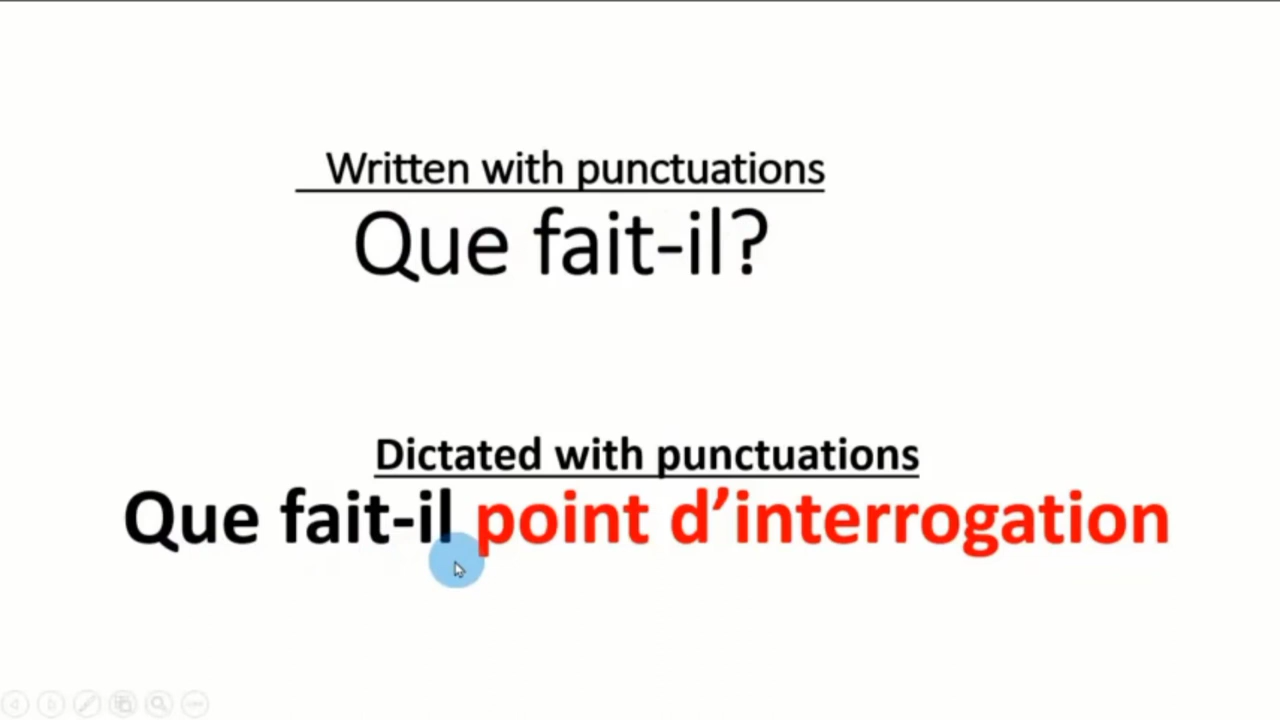 Written with punctuations
Que fait-il?
Dictated with punctuations
Que fait-il point d’interrogation